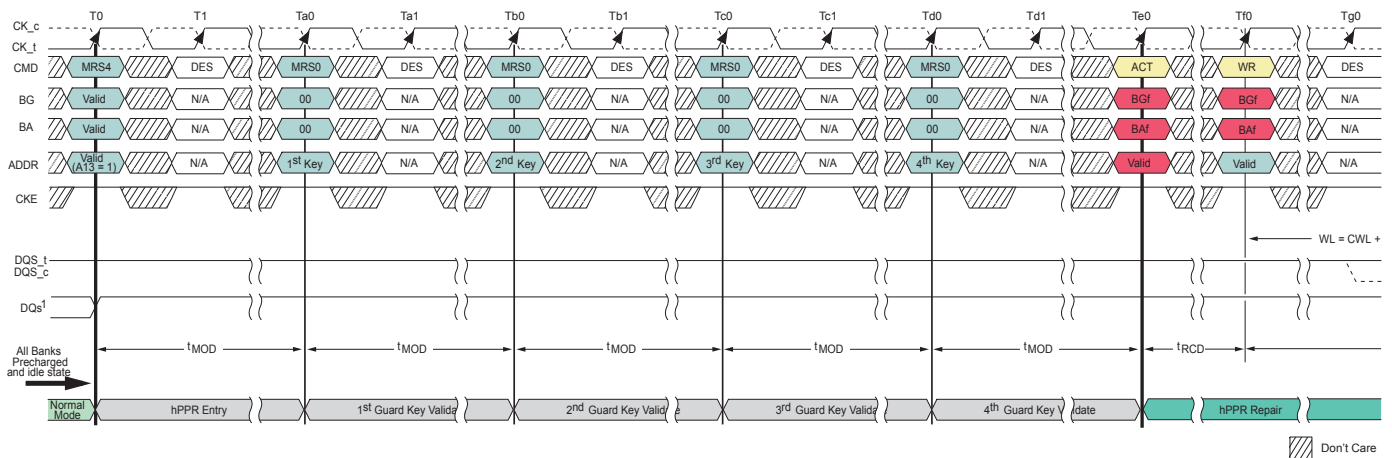 T0 T1 Ta0 Ta1 Tb0 Tb1 Tc0 Tc1 Td0 Td1 Te0 Tf0 Tg0
CK_c
CK_t
CMD MRS4 DES MRS0 DES MRS0 DES MRS0 DES MRS0 DES ACT WR DES
BG Valid N/A 00 N/A 00 N/A 00 N/A 00 N/A BGf BGf N/A
BA Valid N/A 00 N/A 00 N/A 00 N/A 00 N/A BAf BAf N/A
ADDR Valid (A13 = 1) N/A 1st Key N/A 2nd Key N/A 3rd Key N/A 4th Key N/A Valid Valid N/A
CKE
WL = CWL +
DQS_t
DQS_c
DQs1
tMOD tMOD tMOD tMOD tMOD tRCD
All Banks
Precharged
and idle state
Normal Mode hPPR Entry 1st Guard Key Valida 2nd Guard Key Valid e 3rd Guard Key Valida 4th Guard Key V idate hPPR Repair
Don't Care